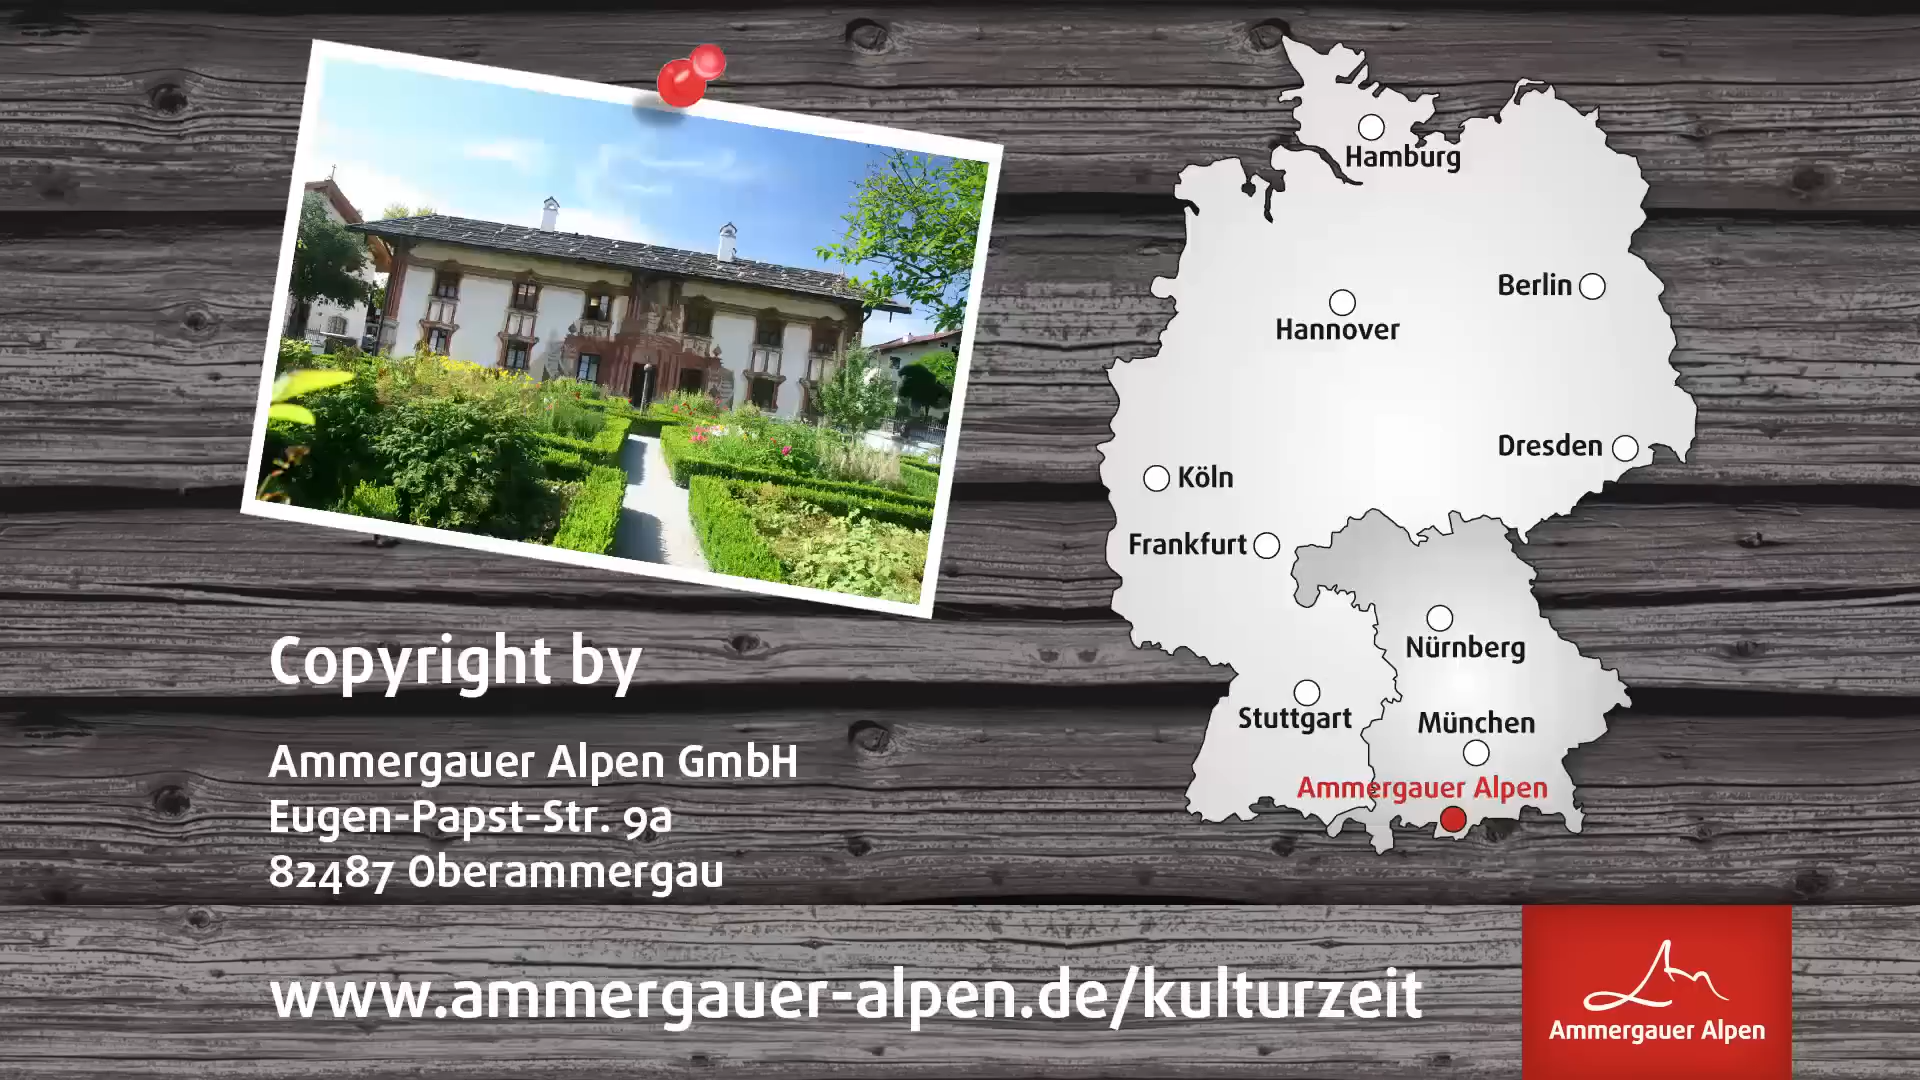 Hamburg
Berlin
Hannover
Dresden
Köln
Frankfurt
Nürnberg
Stuttgart
München
Ammergauer Alpen
Copyright by
Ammergauer Alpen GmbH
Eugen-Papst-Str. 9a
82487 Oberammergau
www.ammergauer-alpen.de/kulturzeit
Ammergauer Alpen